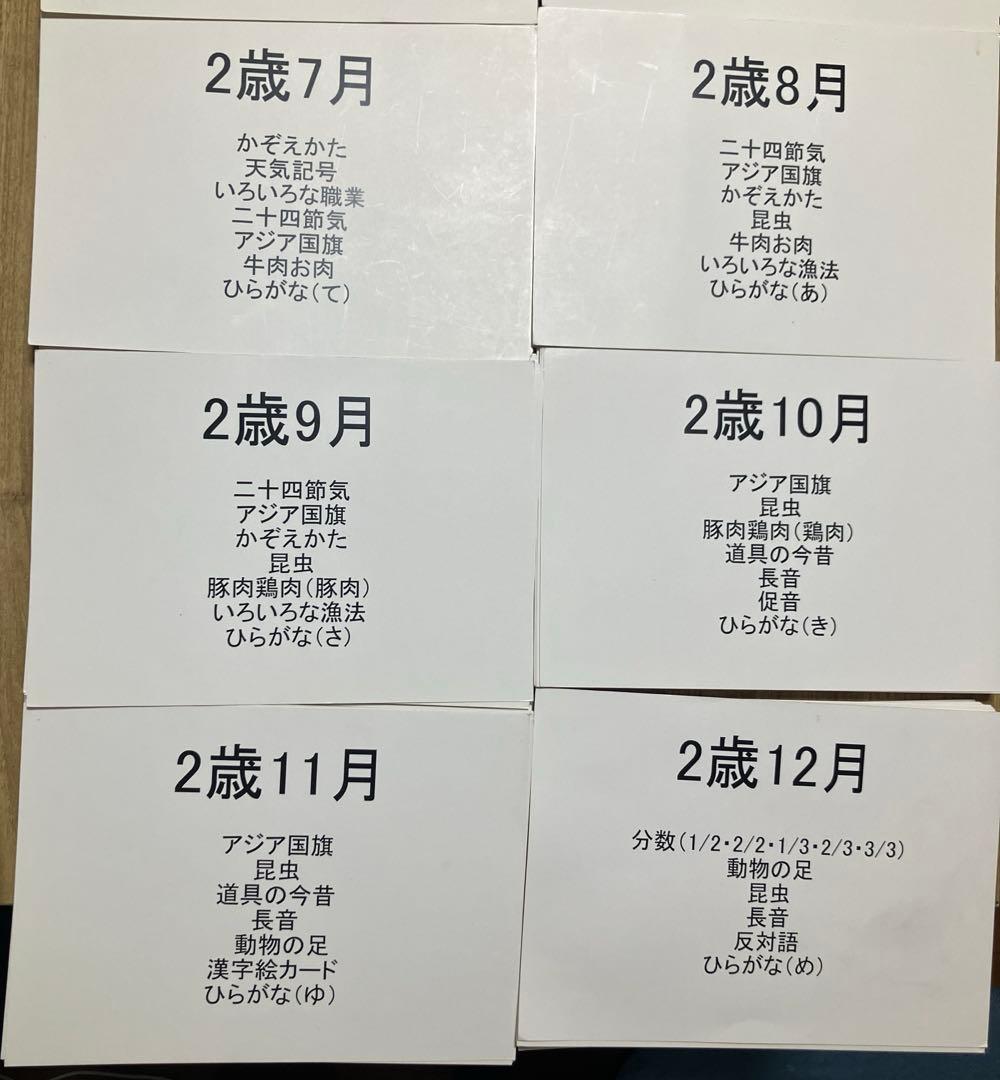 2歳7月
かぞえかた
天気記号
いろいろな職業
二十四節気
アジア国旗
牛肉お肉
ひらがな(て)
2歳8月
二十四節気
アジア国旗
かぞえかた
昆虫
牛肉お肉
いろいろな漁法
ひらがな(あ)
2歳9月
二十四節気
アジア国旗
かぞえかた
昆虫
豚肉鶏肉(豚肉)
いろいろな漁法
ひらがな(さ)
2歳10月
アジア国旗
昆虫
豚肉鶏肉(鶏肉)
道具の今昔
長音
促音
ひらがな(き)
2歳11月
アジア国旗
昆虫
道具の今昔
長音
動物の足
漢字絵カード
ひらがな(ゆ)
2歳12月
分数(1/2・2/2・1/3・2/3・3/3)
動物の足
昆虫
長音
反対語
ひらがな(め)